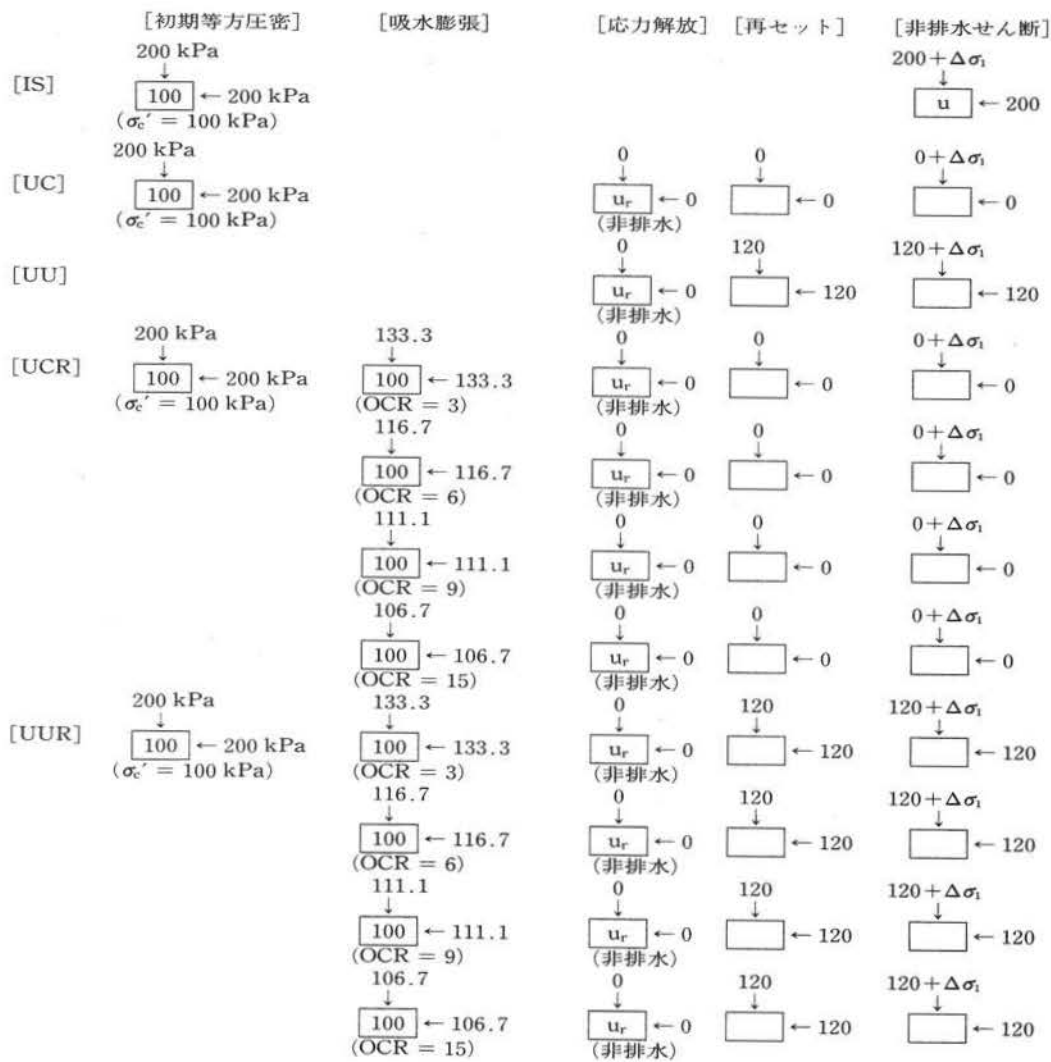 [初期等方圧密] [吸水膨張] [応力解放] [再セット] [非排水せん断]
200 kPa 200+Δσ₁
↓ ↓
[IS] 100 ← 200 kPa u ← 200
(σc′ = 100 kPa)
200 kPa 0 0 0+Δσ₁
↓ ↓ ↓ ↓
[UC] 100 ← 200 kPa uᵣ ← 0 ← 0 ← 0
(σc′ = 100 kPa) (非排水)
0 120 120+Δσ₁
↓ ↓ ↓
[UU] uᵣ ← 0 ← 120 ← 120
(非排水)
200 kPa 133.3 0 0 0+Δσ₁
↓ ↓ ↓ ↓ ↓
[UCR] 100 ← 200 kPa 100 ← 133.3 uᵣ ← 0 ← 0 ← 0
(σc′ = 100 kPa) (OCR = 3) (非排水)
116.7 0 0 0+Δσ₁
↓ ↓ ↓ ↓
100 ← 116.7 uᵣ ← 0 ← 0 ← 0
(OCR = 6) (非排水)
111.1 0 0 0+Δσ₁
↓ ↓ ↓ ↓
100 ← 111.1 uᵣ ← 0 ← 0 ← 0
(OCR = 9) (非排水)
106.7 0 0 0+Δσ₁
↓ ↓ ↓ ↓
100 ← 106.7 uᵣ ← 0 ← 0 ← 0
(OCR = 15) (非排水)
200 kPa 133.3 0 120 120+Δσ₁
↓ ↓ ↓ ↓ ↓
[UUR] 100 ← 200 kPa 100 ← 133.3 uᵣ ← 0 ← 120 ← 120
(σc′ = 100 kPa) (OCR = 3) (非排水)
116.7 0 120 120+Δσ₁
↓ ↓ ↓ ↓
100 ← 116.7 uᵣ ← 0 ← 120 ← 120
(OCR = 6) (非排水)
111.1 0 120 120+Δσ₁
↓ ↓ ↓ ↓
100 ← 111.1 uᵣ ← 0 ← 120 ← 120
(OCR = 9) (非排水)
106.7 0 120 120+Δσ₁
↓ ↓ ↓ ↓
100 ← 106.7 uᵣ ← 0 ← 120 ← 120
(OCR = 15) (非排水)